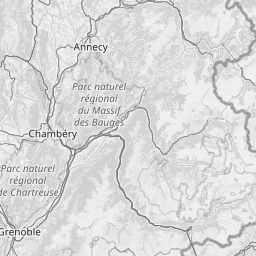 Annecy
Parc naturel
régional
du Massif
des Bauges
Chambéry
Parc naturel
régional
de Chartreuse
Grenoble